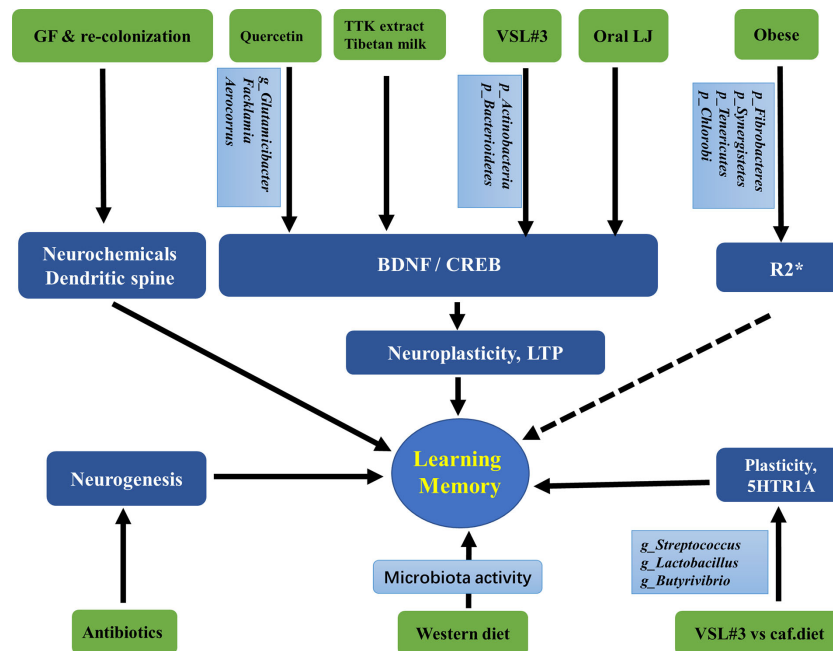 GF & re-colonization
Quercetin
TTK extract
Tibetan milk
VSL#3
Oral LJ
Obese
g_Glutamicibacter
Facklamia
Aerocorrus
p_Actinobacteria
p_Bacterioidetes
p_Fibrobacteres
p_Synergistetes
p_Tenericutes
p_Chlorobi
Neurochemicals
Dendritic spine
BDNF / CREB
R2*
Neuroplasticity, LTP
Learning
Memory
Neurogenesis
Plasticity,
5HTR1A
g_Streptococcus
g_Lactobacillus
g_Butyrivibrio
Microbiota activity
Antibiotics
Western diet
VSL#3 vs caf.diet